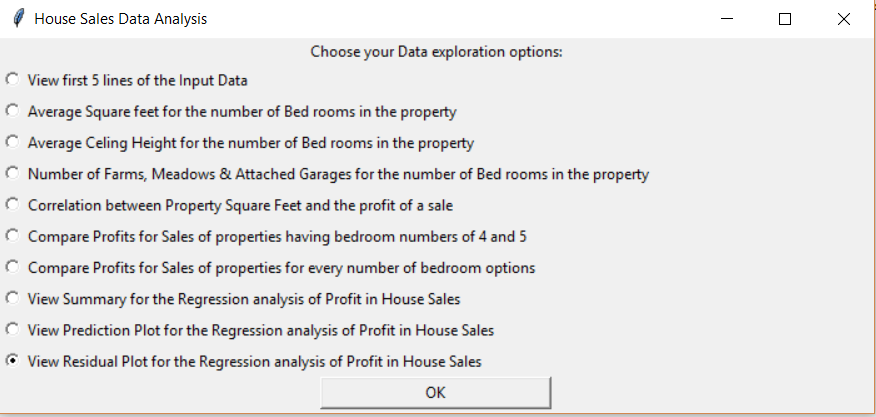 House Sales Data Analysis
Choose your Data exploration options:
View first 5 lines of the Input Data
Average Square feet for the number of Bed rooms in the property
Average Celing Height for the number of Bed rooms in the property
Number of Farms, Meadows & Attached Garages for the number of Bed rooms in the property
Correlation between Property Square Feet and the profit of a sale
Compare Profits for Sales of properties having bedroom numbers of 4 and 5
Compare Profits for Sales of properties for every number of bedroom options
View Summary for the Regression analysis of Profit in House Sales
View Prediction Plot for the Regression analysis of Profit in House Sales
View Residual Plot for the Regression analysis of Profit in House Sales
OK